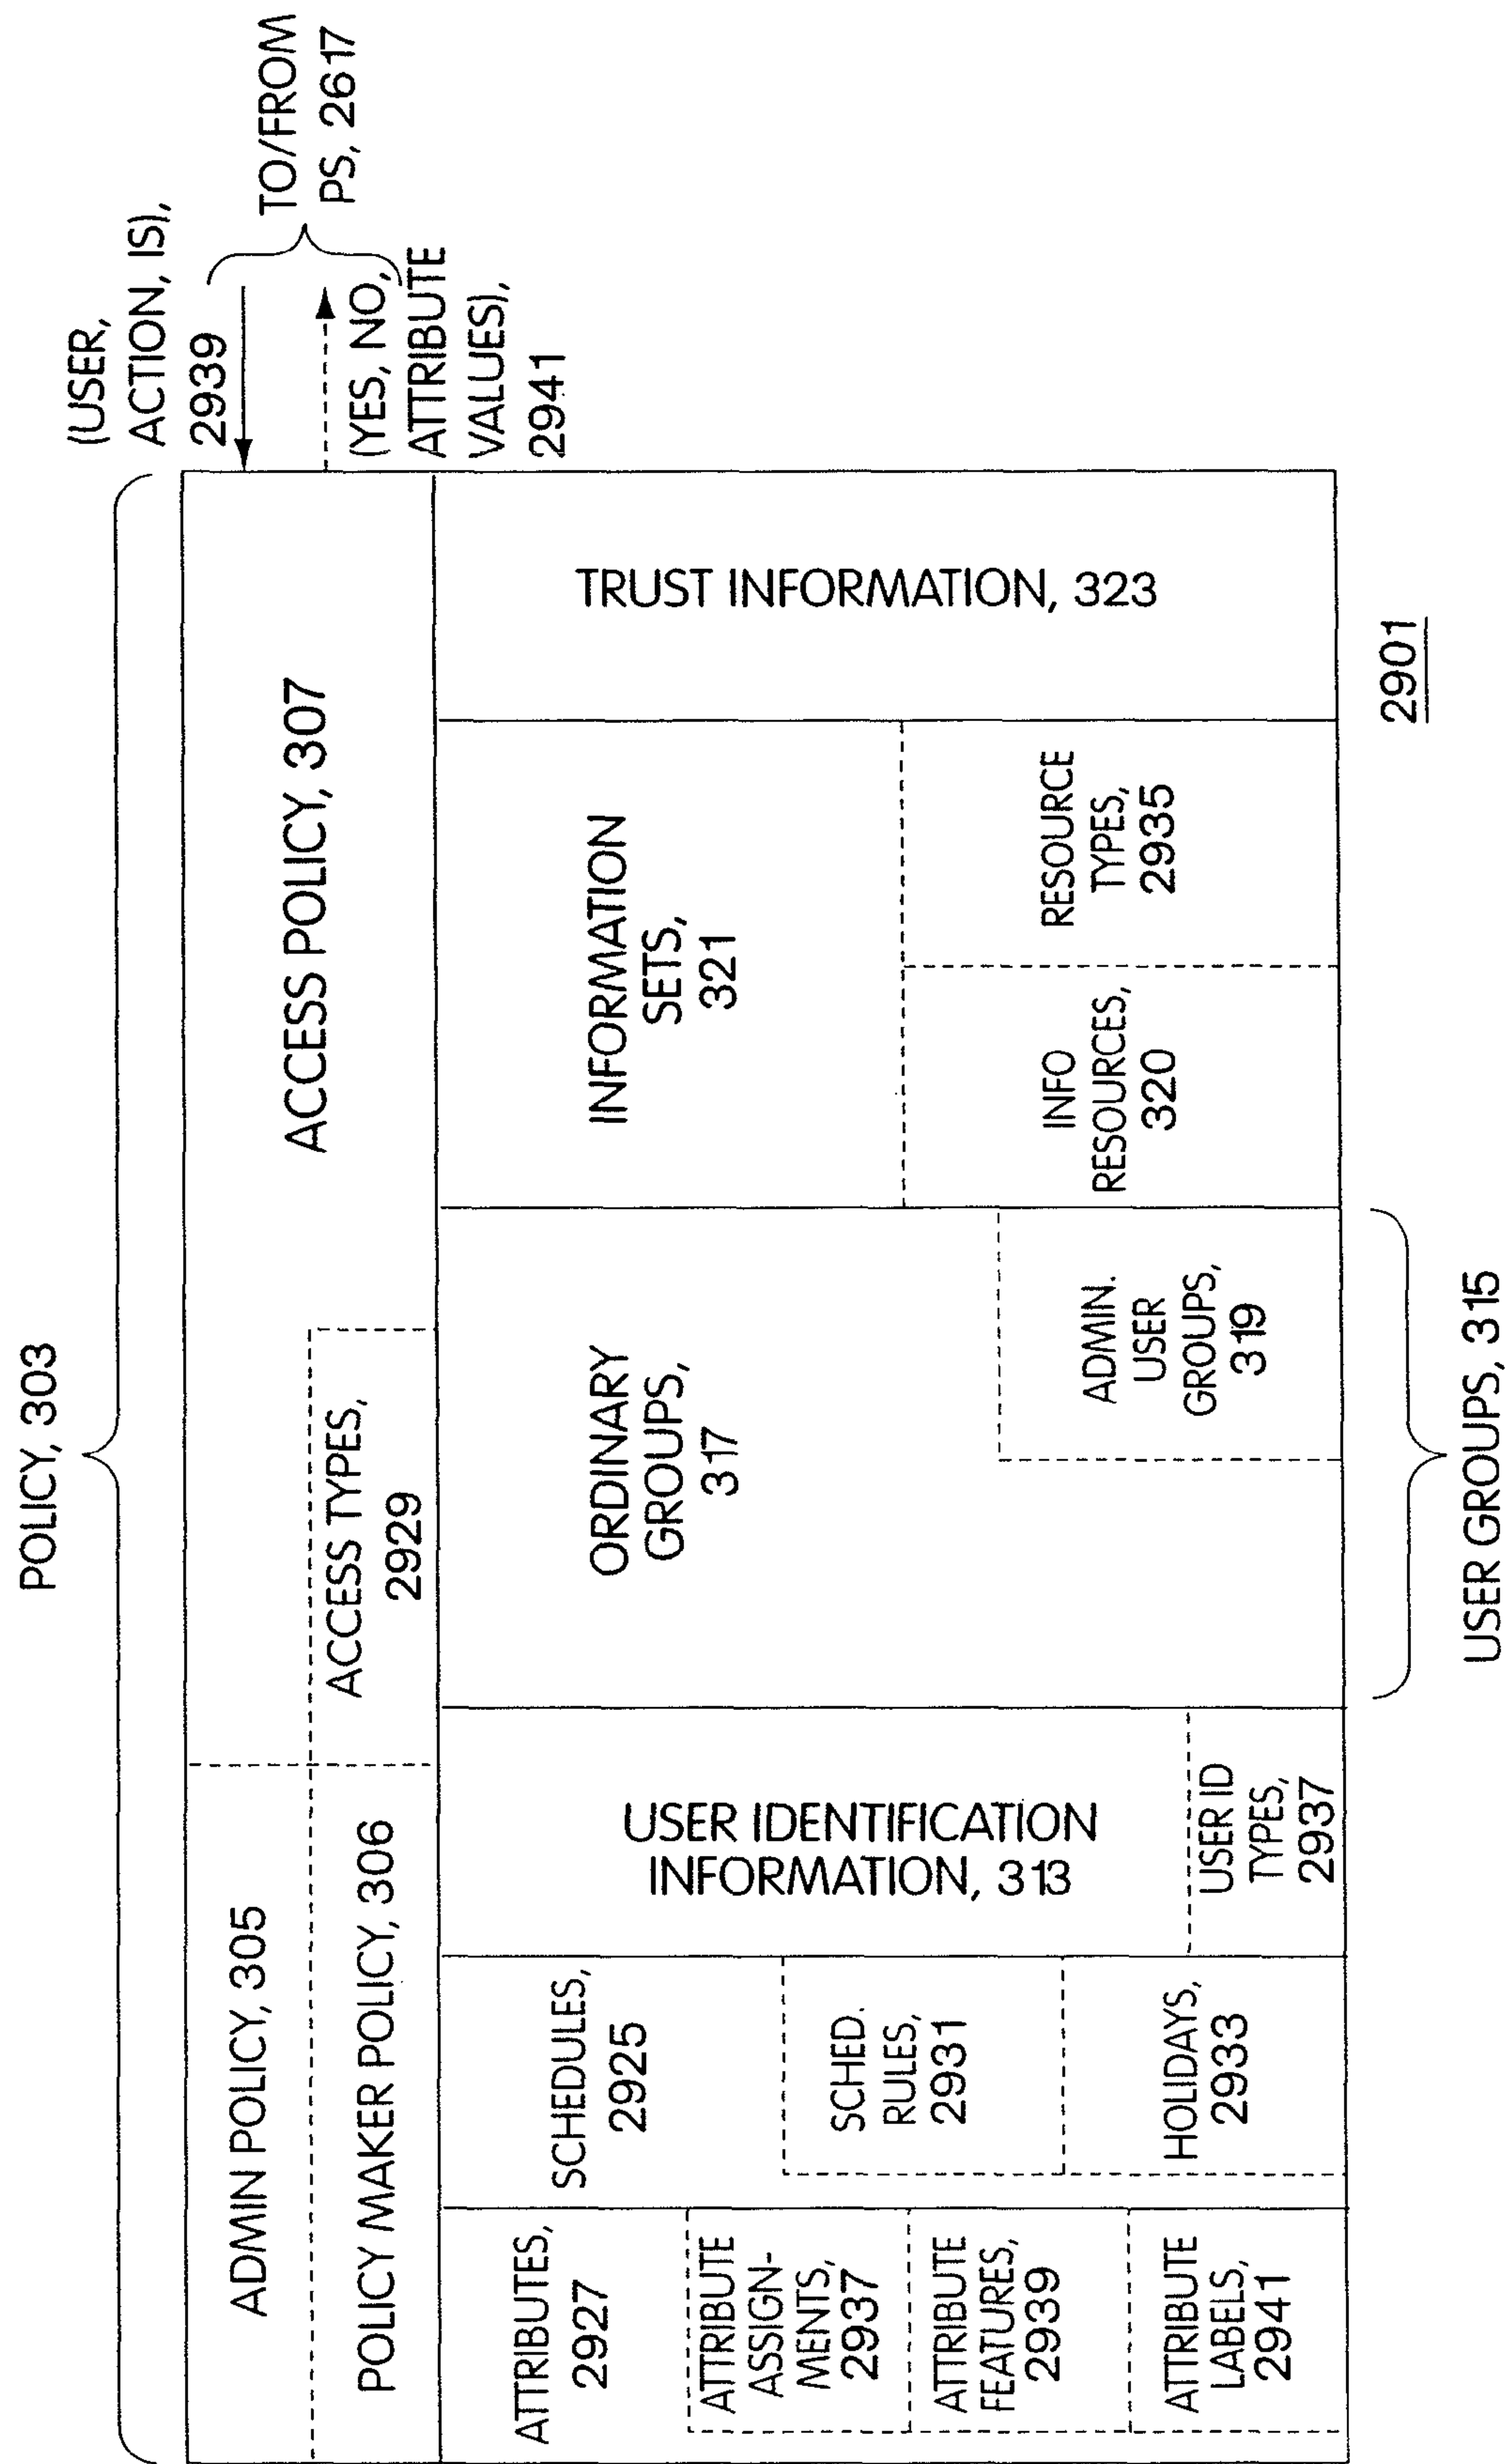 POLICY, 303
(USER,
ACTION, IS),
2939
TO/FROM
PS, 2617
(YES, NO,
ATTRIBUTE
VALUES),
2941
ADMIN POLICY, 305
POLICY MAKER POLICY, 306
ACCESS TYPES,
2929
ACCESS POLICY, 307
ATTRIBUTES,
2927
ATTRIBUTE
ASSIGN-
MENTS,
2937
ATTRIBUTE
FEATURES,
2939
ATTRIBUTE
LABELS,
2941
SCHEDULES,
2925
SCHED.
RULES,
2931
HOLIDAYS,
2933
USER IDENTIFICATION
INFORMATION, 313
USER ID
TYPES,
2937
ORDINARY
GROUPS,
317
ADMIN.
USER
GROUPS,
319
INFORMATION
SETS,
321
INFO
RESOURCES,
320
RESOURCE
TYPES,
2935
TRUST INFORMATION, 323
USER GROUPS, 315
2901